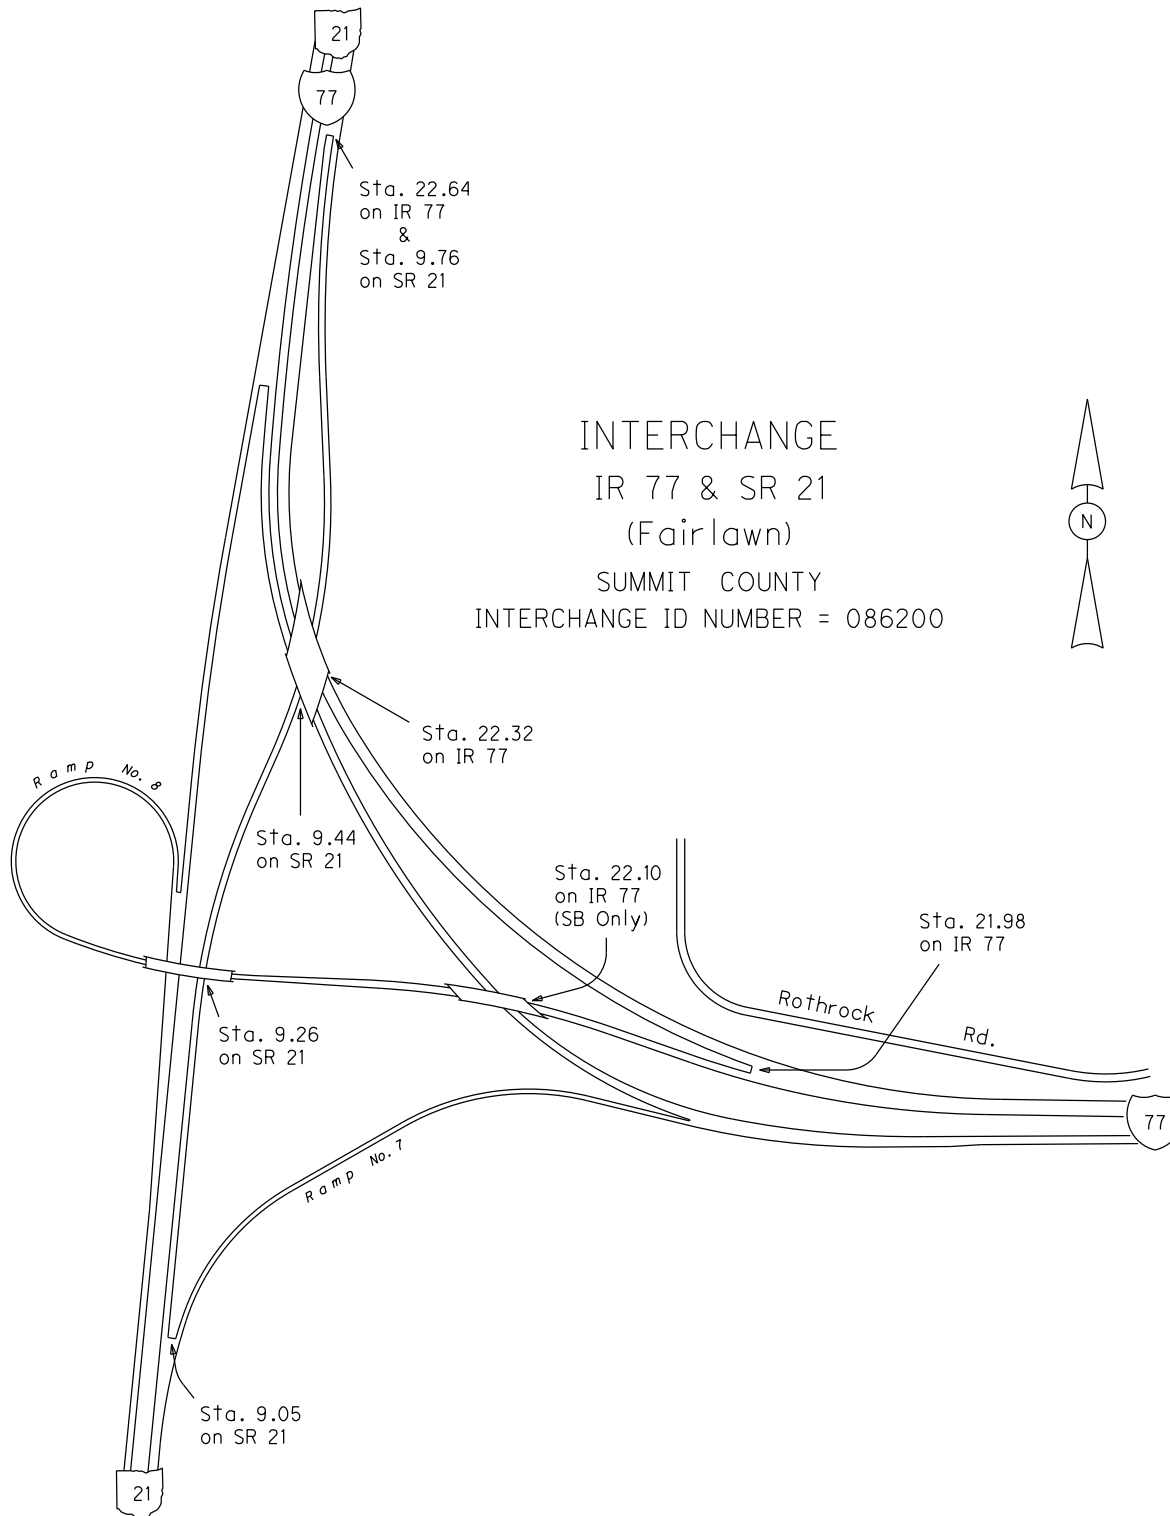 21
77
Sta. 22.64
on IR 77
&
Sta. 9.76
on SR 21
INTERCHANGE
IR 77 & SR 21
(Fairlawn)
SUMMIT COUNTY
INTERCHANGE ID NUMBER = 086200
N
Sta. 22.32
on IR 77
Ramp No. 8
Sta. 9.44
on SR 21
Sta. 22.10
on IR 77
(SB Only)
Sta. 21.98
on IR 77
Rothrock Rd.
Sta. 9.26
on SR 21
77
Ramp No. 7
Sta. 9.05
on SR 21
21